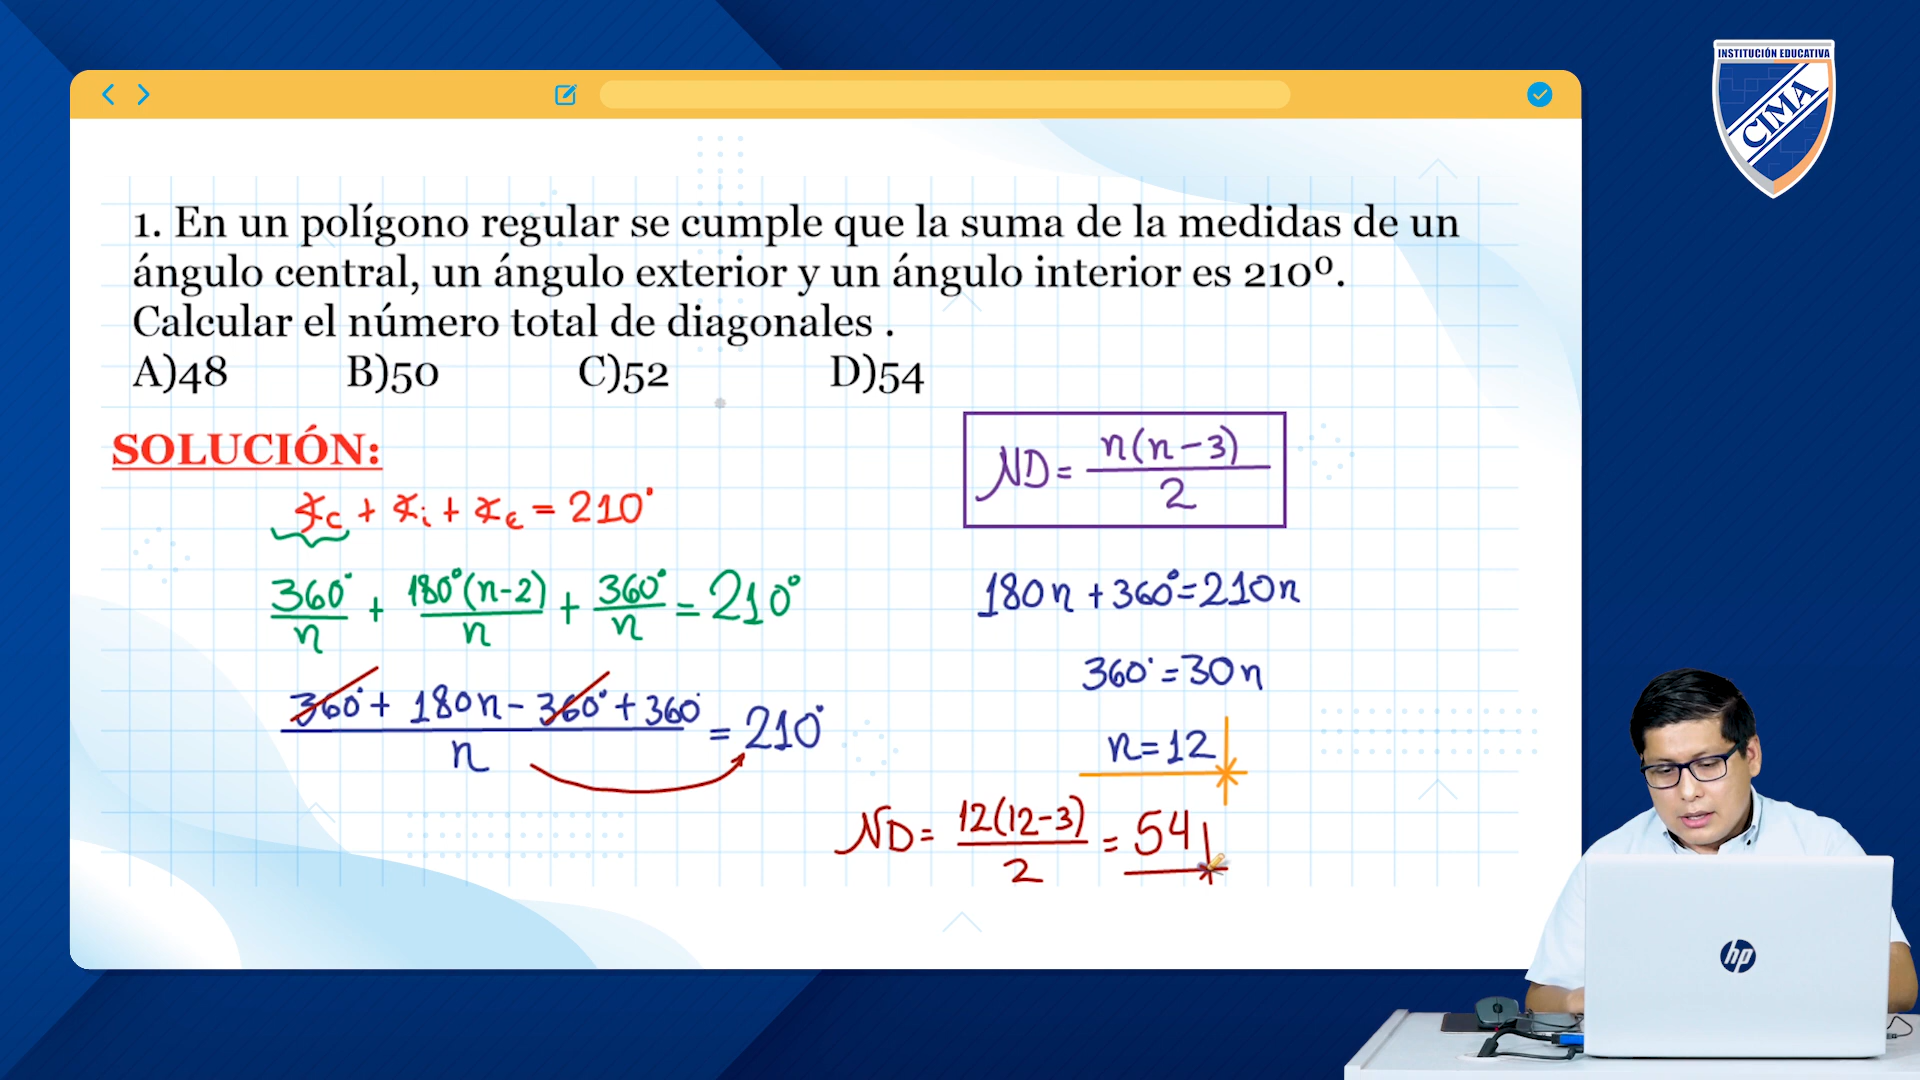 INSTITUCIÓN EDUCATIVA
CIMA
1. En un polígono regular se cumple que la suma de la medidas de un
ángulo central, un ángulo exterior y un ángulo interior es 210º.
Calcular el número total de diagonales .
A)48 B)50 C)52 D)54
SOLUCIÓN:
∢c + ∢i + ∢e = 210°
360°/n + 180°(n-2)/n + 360°/n = 210°
(360° + 180n - 360° + 360°)/n = 210°
ND = n(n-3)/2
180n + 360° = 210n
360° = 30n
n = 12
ND = 12(12-3)/2 = 54
hp